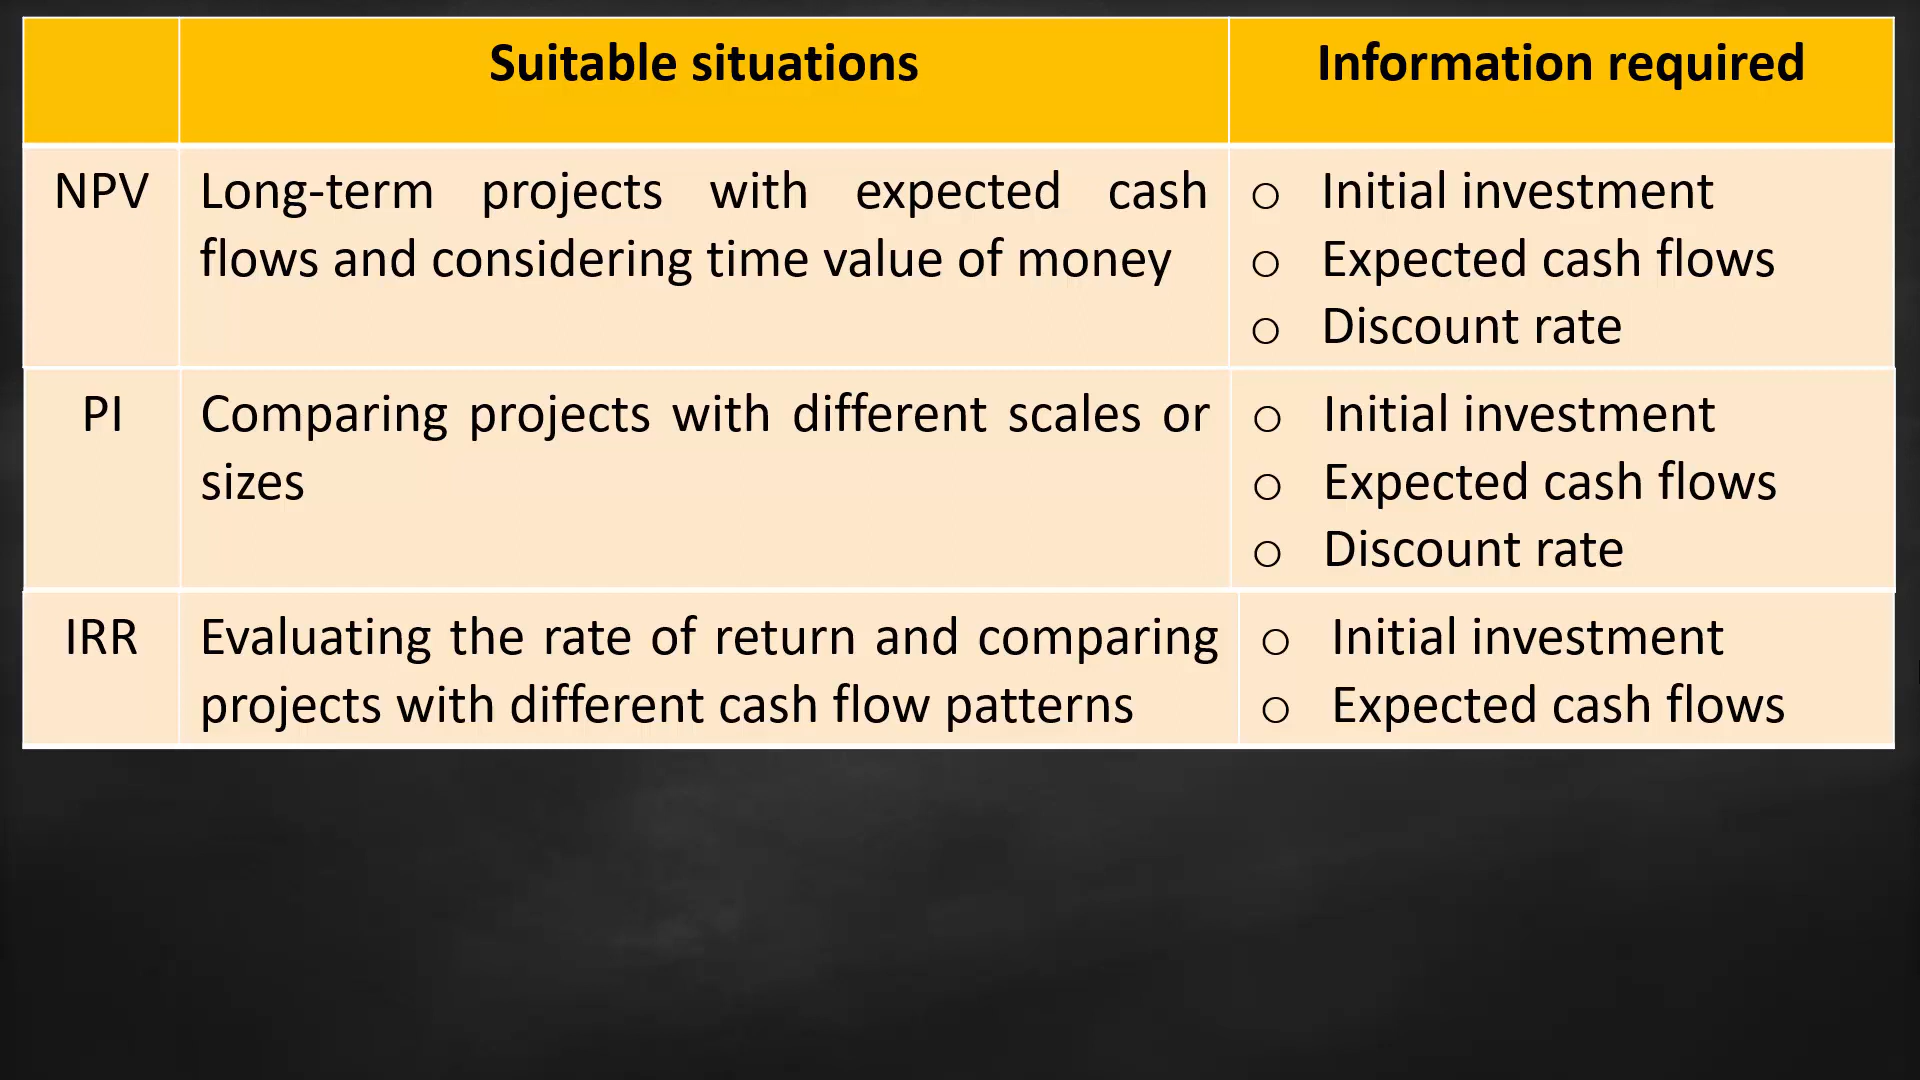 Suitable situations
Information required
NPV
Long-term projects with expected cash
flows and considering time value of money
o Initial investment
o Expected cash flows
o Discount rate
PI
Comparing projects with different scales or
sizes
o Initial investment
o Expected cash flows
o Discount rate
IRR
Evaluating the rate of return and comparing
projects with different cash flow patterns
o Initial investment
o Expected cash flows